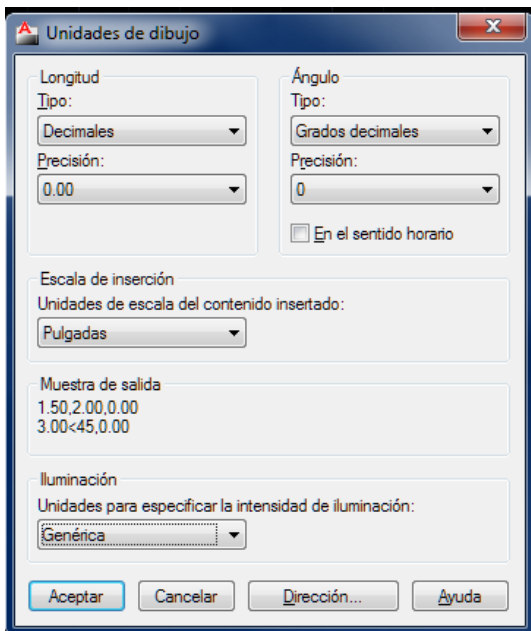 Unidades de dibujo
Longitud
Tipo:
Decimales
Precisión:
0.00
Ángulo
Tipo:
Grados decimales
Precisión:
0
En el sentido horario
Escala de inserción
Unidades de escala del contenido insertado:
Pulgadas
Muestra de salida
1.50,2.00,0.00
3.00<45,0.00
Iluminación
Unidades para especificar la intensidad de iluminación:
Genérica
Aceptar
Cancelar
Dirección...
Ayuda